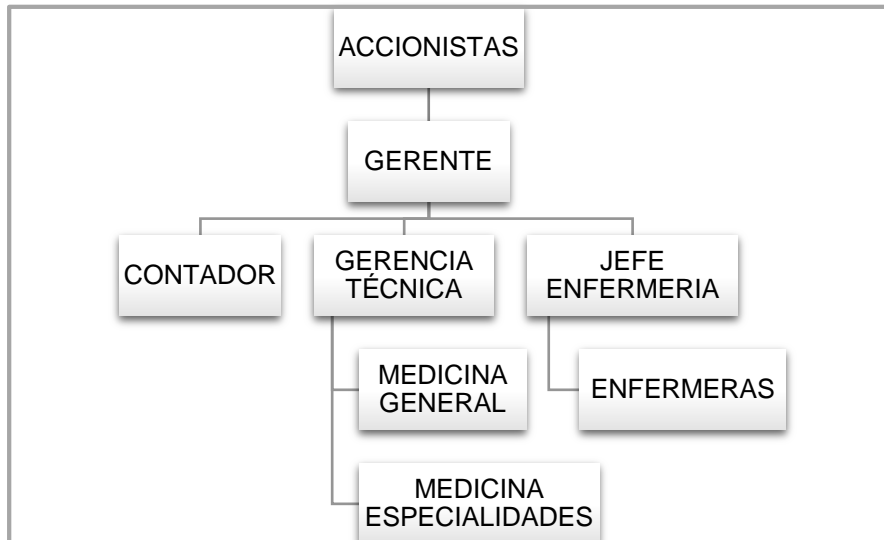 ACCIONISTAS
GERENTE
CONTADOR
GERENCIA
TÉCNICA
JEFE
ENFERMERIA
MEDICINA
GENERAL
ENFERMERAS
MEDICINA
ESPECIALIDADES